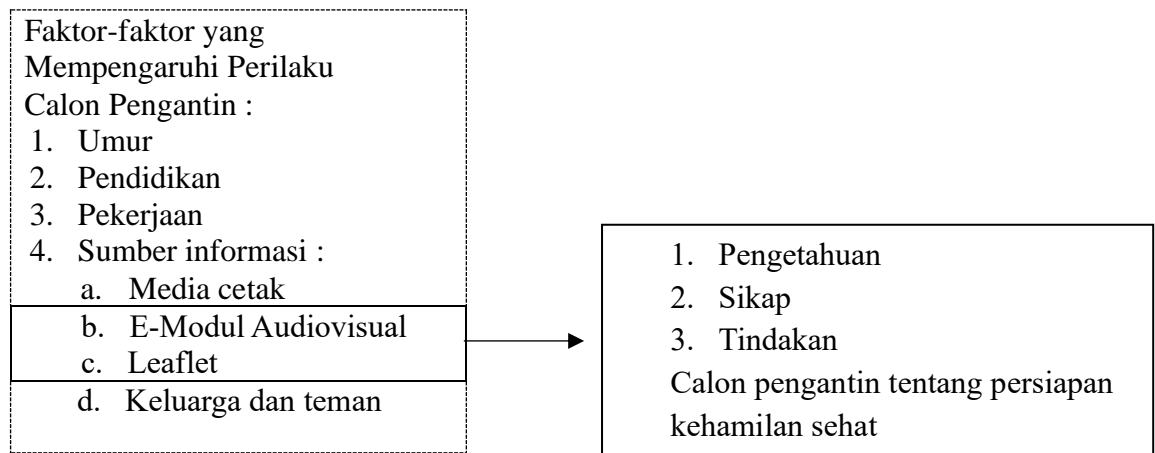 Faktor-faktor yang
Mempengaruhi Perilaku
Calon Pengantin :
1. Umur
2. Pendidikan
3. Pekerjaan
4. Sumber informasi :
a. Media cetak
b. E-Modul Audiovisual
c. Leaflet
d. Keluarga dan teman
1. Pengetahuan
2. Sikap
3. Tindakan
Calon pengantin tentang persiapan
kehamilan sehat